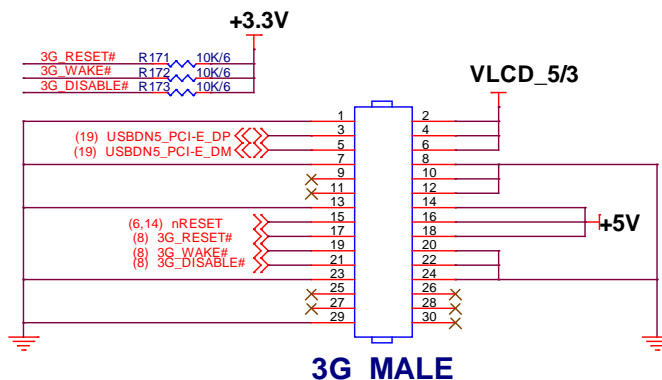 +3.3V
3G_RESET# R171 10K/6
3G_WAKE# R172 10K/6
3G_DISABLE# R173 10K/6
VLCD_5/3
1 2
(19) USBDN5_PCI-E_DP 3 4
(19) USBDN5_PCI-E_DM 5 6
7 8
9 10
11 12
13 14
(6,14) nRESET 15 16 +5V
(8) 3G_RESET# 17 18
(8) 3G_WAKE# 19 20
(8) 3G_DISABLE# 21 22
23 24
25 26
27 28
29 30
3G MALE